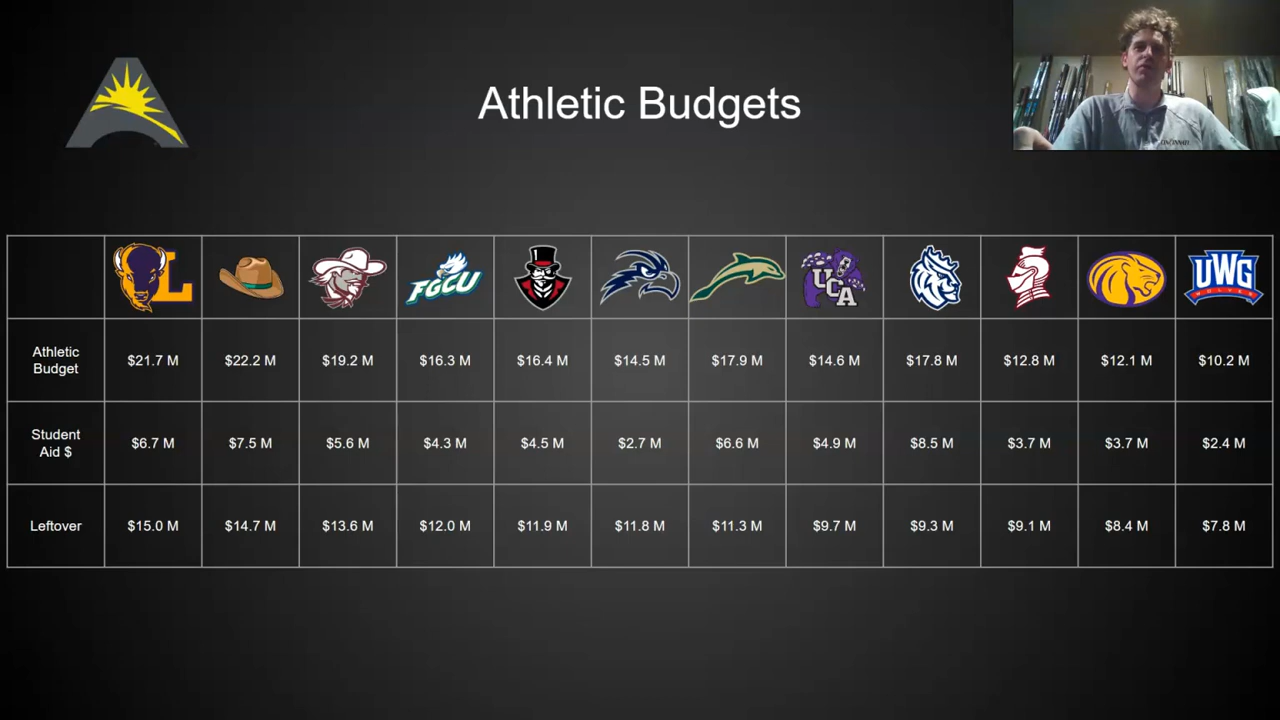 Athletic Budgets
CINCINNATI
L
FGCU
UCA
UWG
WOLVES
Athletic
Budget
$21.7 M
$22.2 M
$19.2 M
$16.3 M
$16.4 M
$14.5 M
$17.9 M
$14.6 M
$17.8 M
$12.8 M
$12.1 M
$10.2 M
Student
Aid $
$6.7 M
$7.5 M
$5.6 M
$4.3 M
$4.5 M
$2.7 M
$6.6 M
$4.9 M
$8.5 M
$3.7 M
$3.7 M
$2.4 M
Leftover
$15.0 M
$14.7 M
$13.6 M
$12.0 M
$11.9 M
$11.8 M
$11.3 M
$9.7 M
$9.3 M
$9.1 M
$8.4 M
$7.8 M